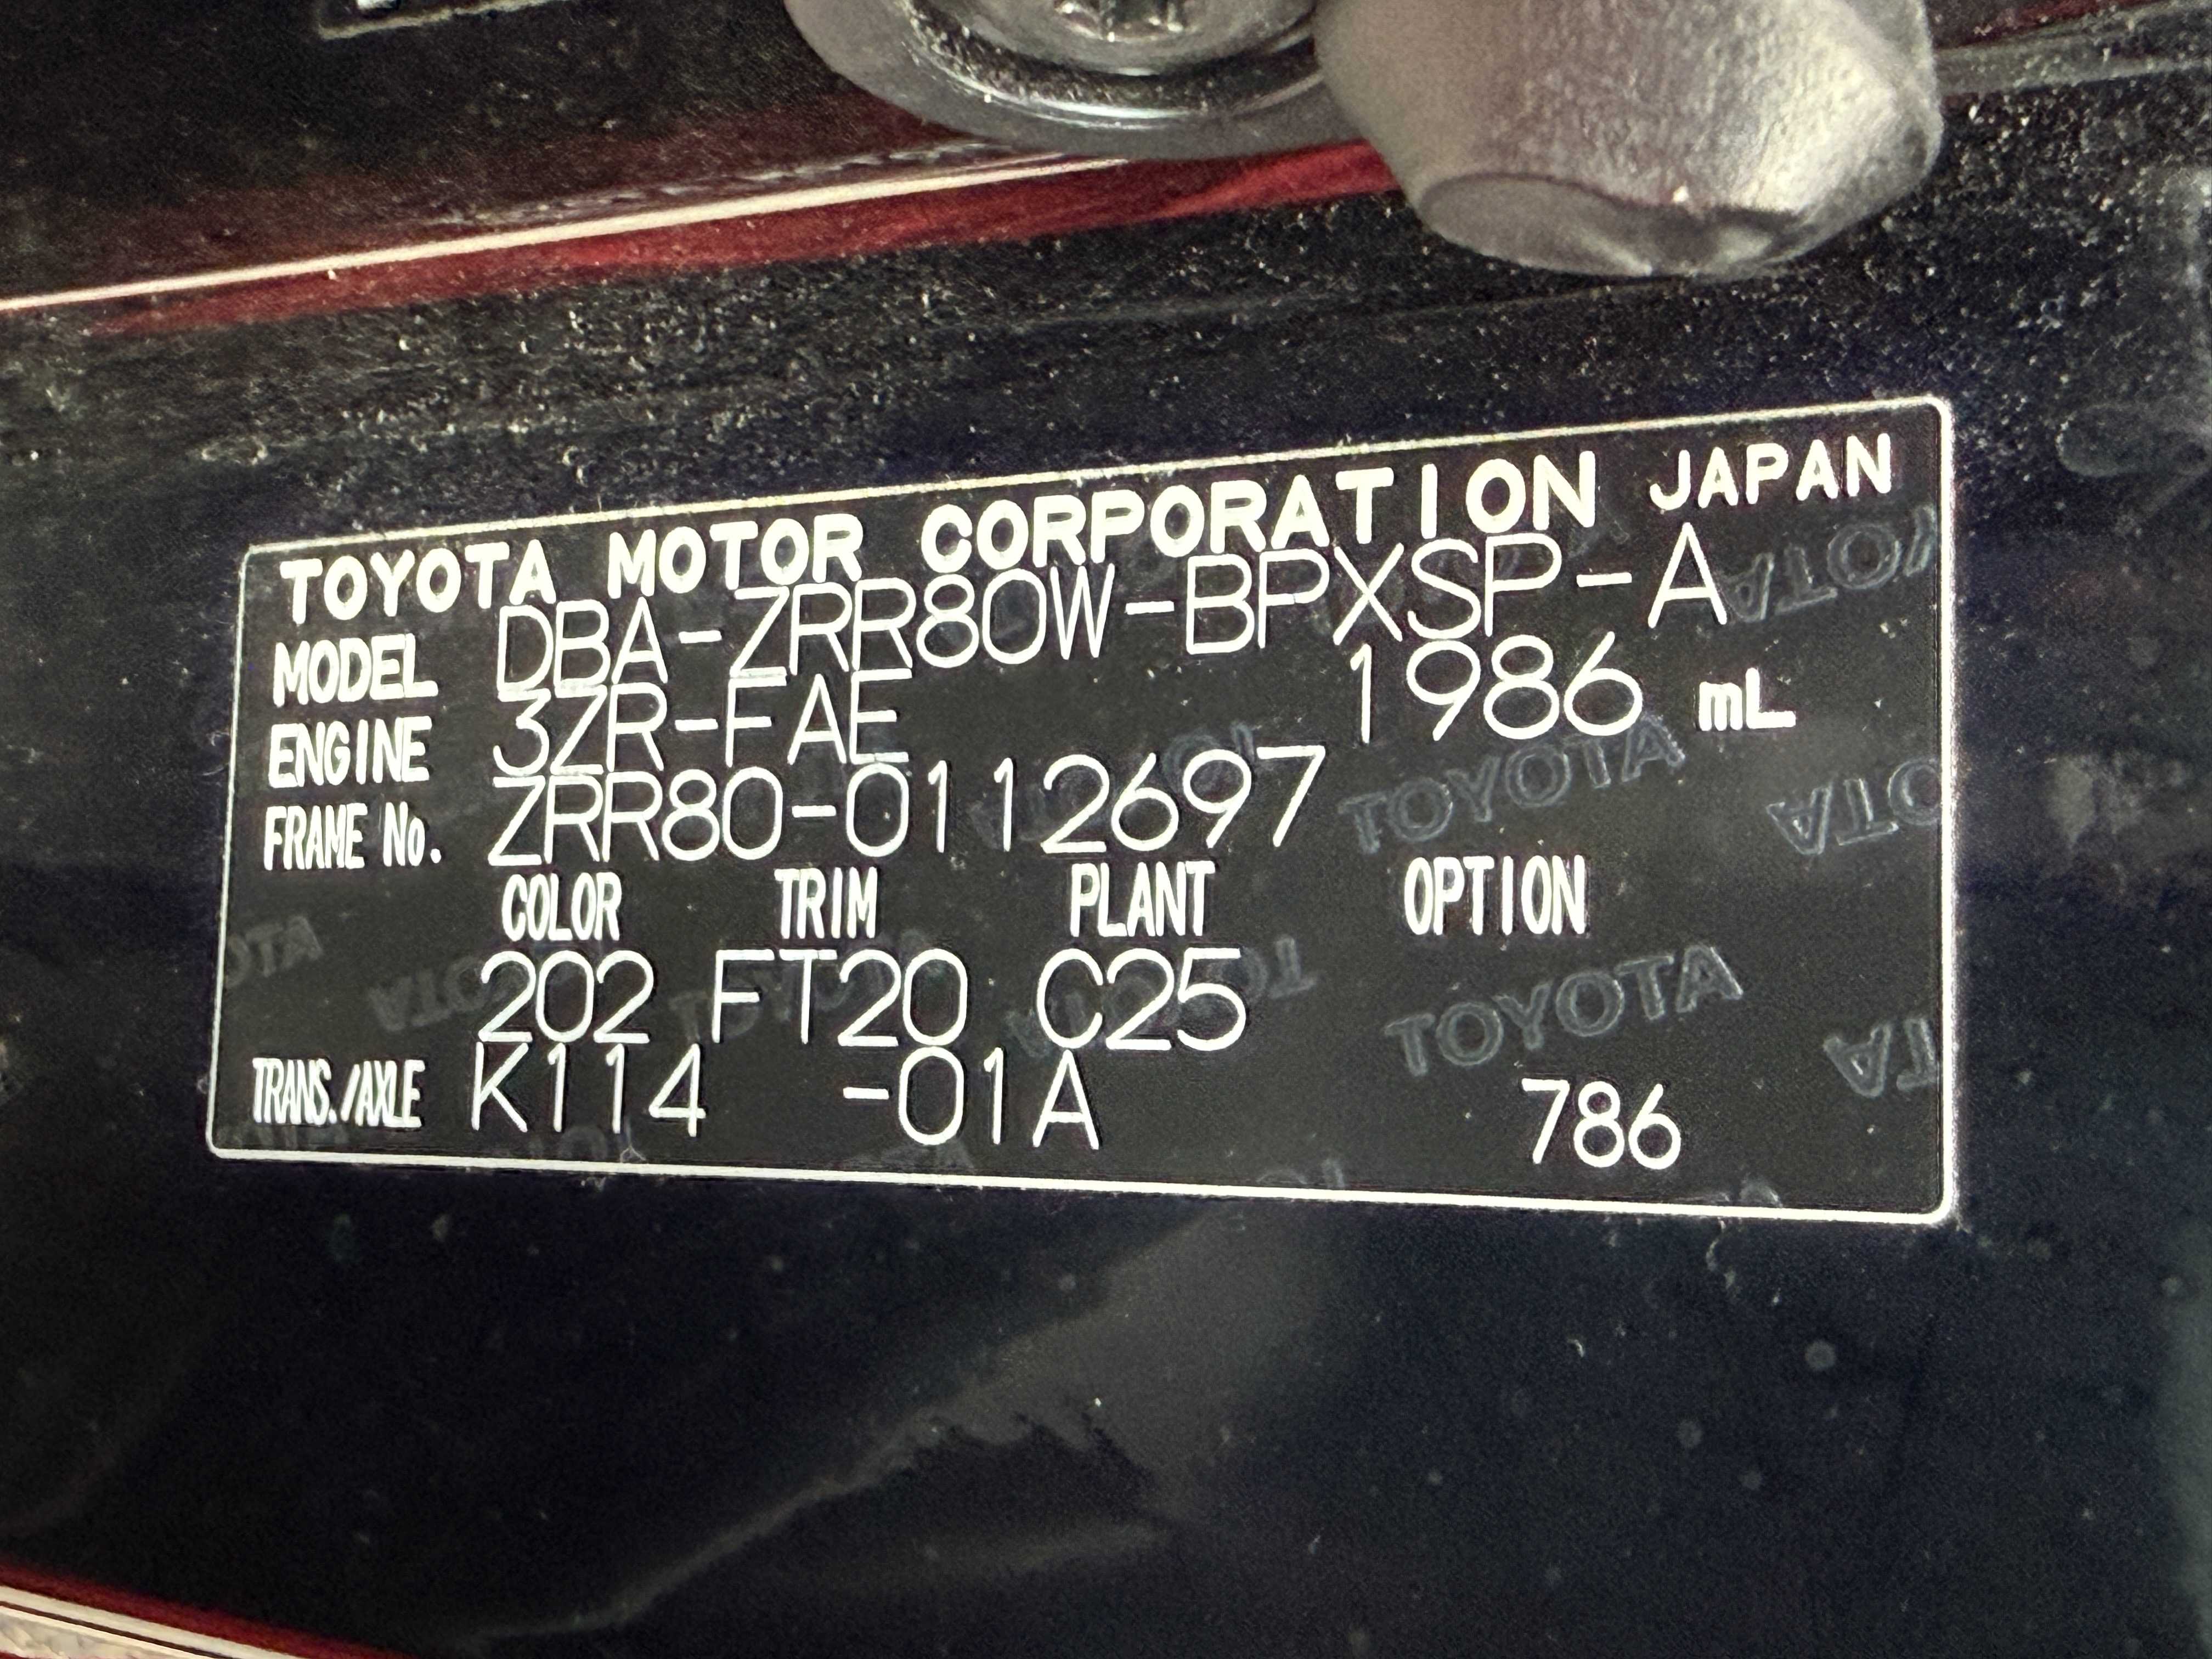 TOYOTA MOTOR CORPORATION JAPAN
MODEL DBA-ZRR80W-BPXSP-A
ENGINE 3ZR-FAE 1986 mL
FRAME No. ZRR80-0112697
COLOR TRIM PLANT OPTION
202 FT20 C25
TRANS./AXLE K114 -01A 786